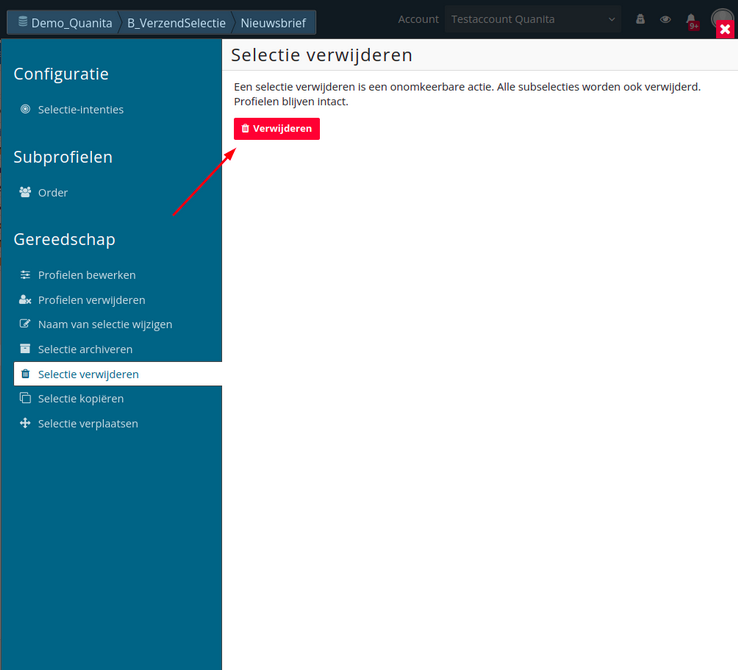 Demo_Quanita B_VerzendSelectie Nieuwsbrief Account Testaccount Quanita 9+
Configuratie
Selectie-intenties
Subprofielen
Order
Gereedschap
Profielen bewerken
Profielen verwijderen
Naam van selectie wijzigen
Selectie archiveren
Selectie verwijderen
Selectie kopiëren
Selectie verplaatsen
Selectie verwijderen
Een selectie verwijderen is een onomkeerbare actie. Alle subselecties worden ook verwijderd.
Profielen blijven intact.
Verwijderen